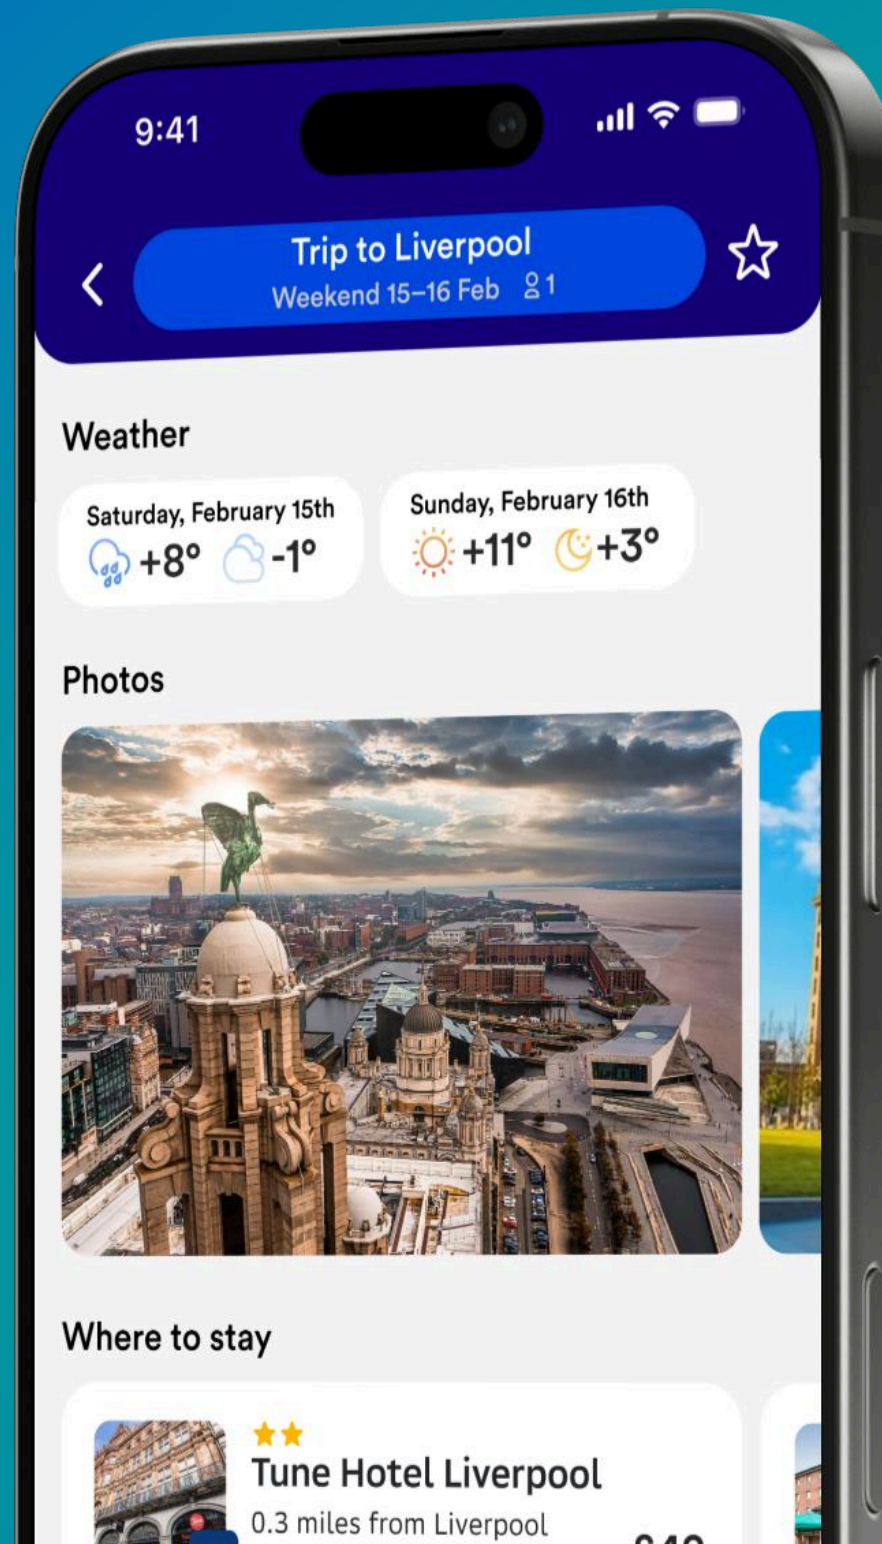 9:41
Trip to Liverpool
Weekend 15–16 Feb 1
Weather
Saturday, February 15th
+8° -1°
Sunday, February 16th
+11° +3°
Photos
Where to stay
Tune Hotel Liverpool
0.3 miles from Liverpool